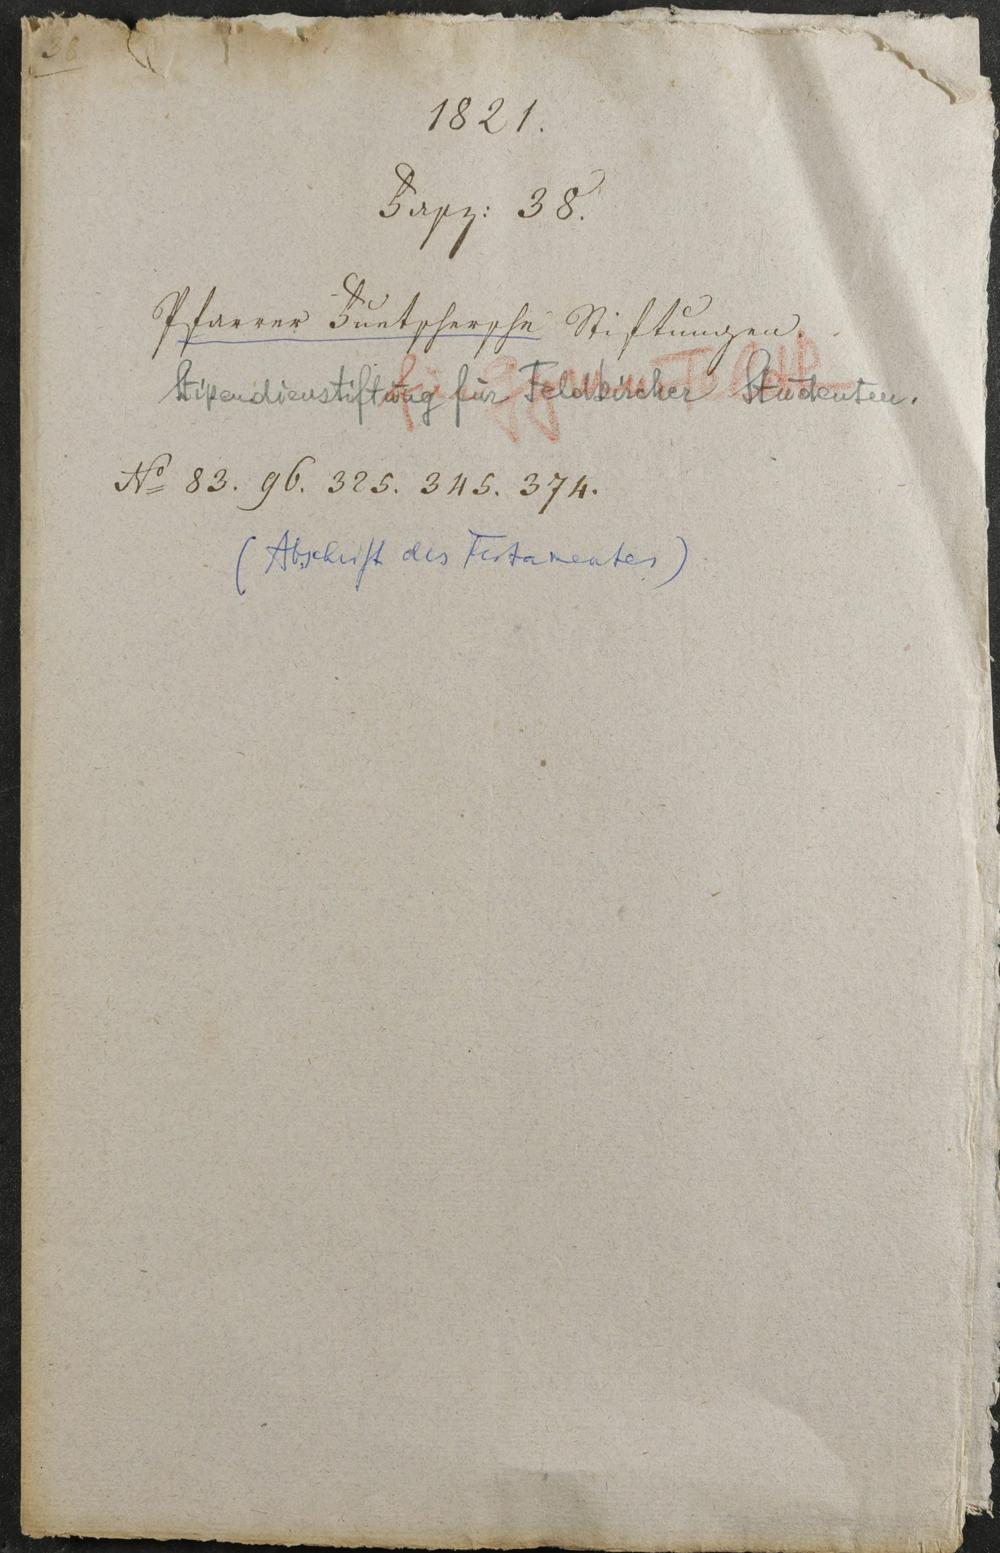 38
1821.
Fasz: 38.
Pfarrer Fuetschersche Stiftungen.
Stipendienstiftung für Feldkircher Studenten.
No 83. 96. 325. 345. 374.
(Abschrift des Testamentes)